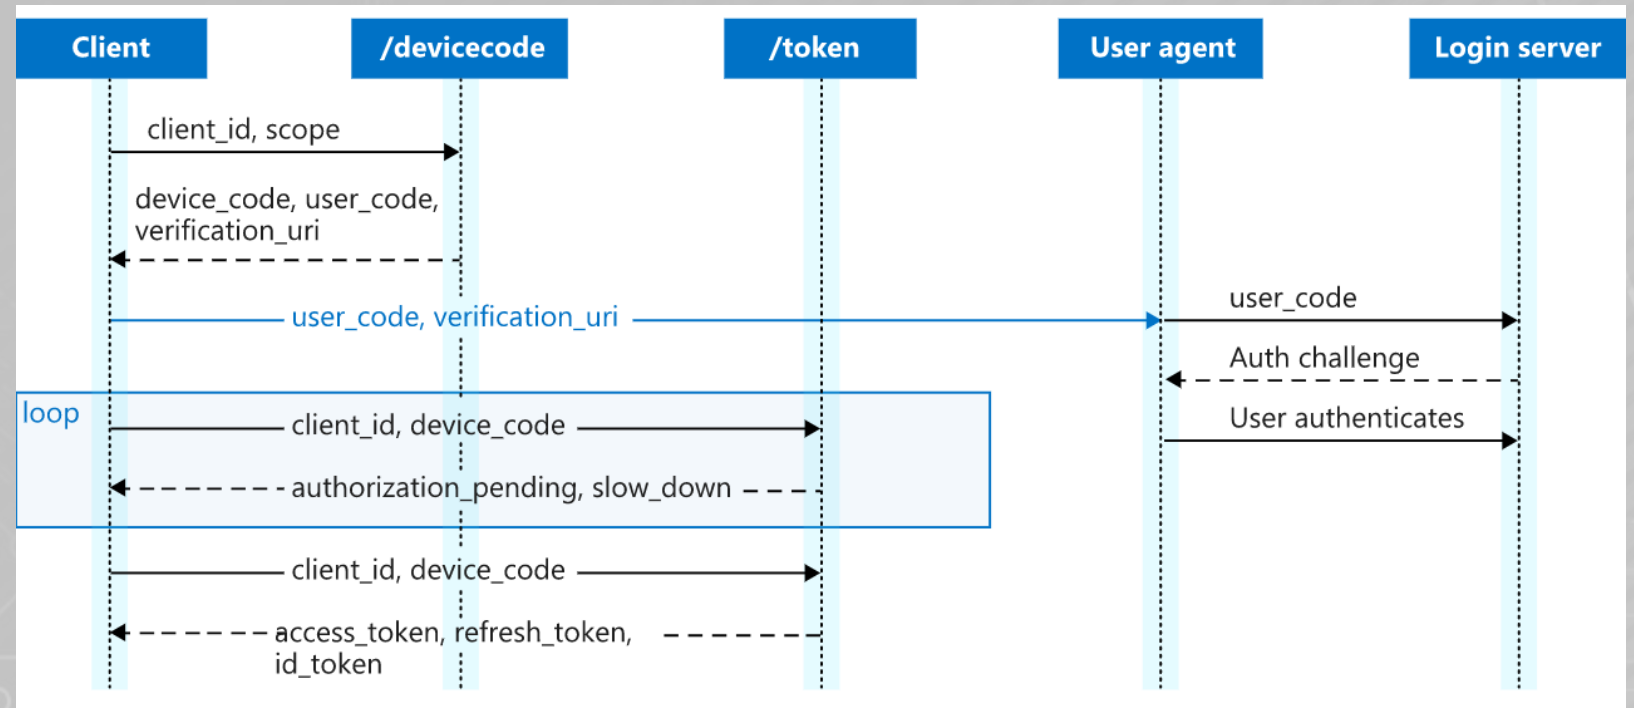 Client
/devicecode
/token
User agent
Login server
client_id, scope
device_code, user_code,
verification_uri
user_code, verification_uri
user_code
Auth challenge
User authenticates
loop
client_id, device_code
authorization_pending, slow_down
client_id, device_code
access_token, refresh_token,
id_token